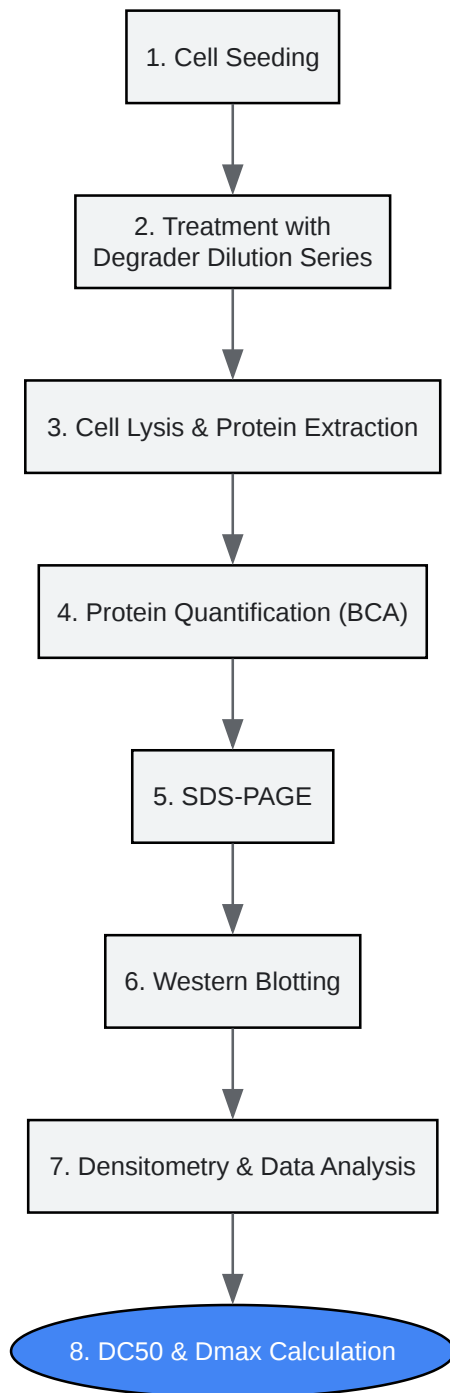 1. Cell Seeding
2. Treatment with
Degrader Dilution Series
3. Cell Lysis & Protein Extraction
4. Protein Quantification (BCA)
5. SDS-PAGE
6. Western Blotting
7. Densitometry & Data Analysis
8. DC50 & Dmax Calculation